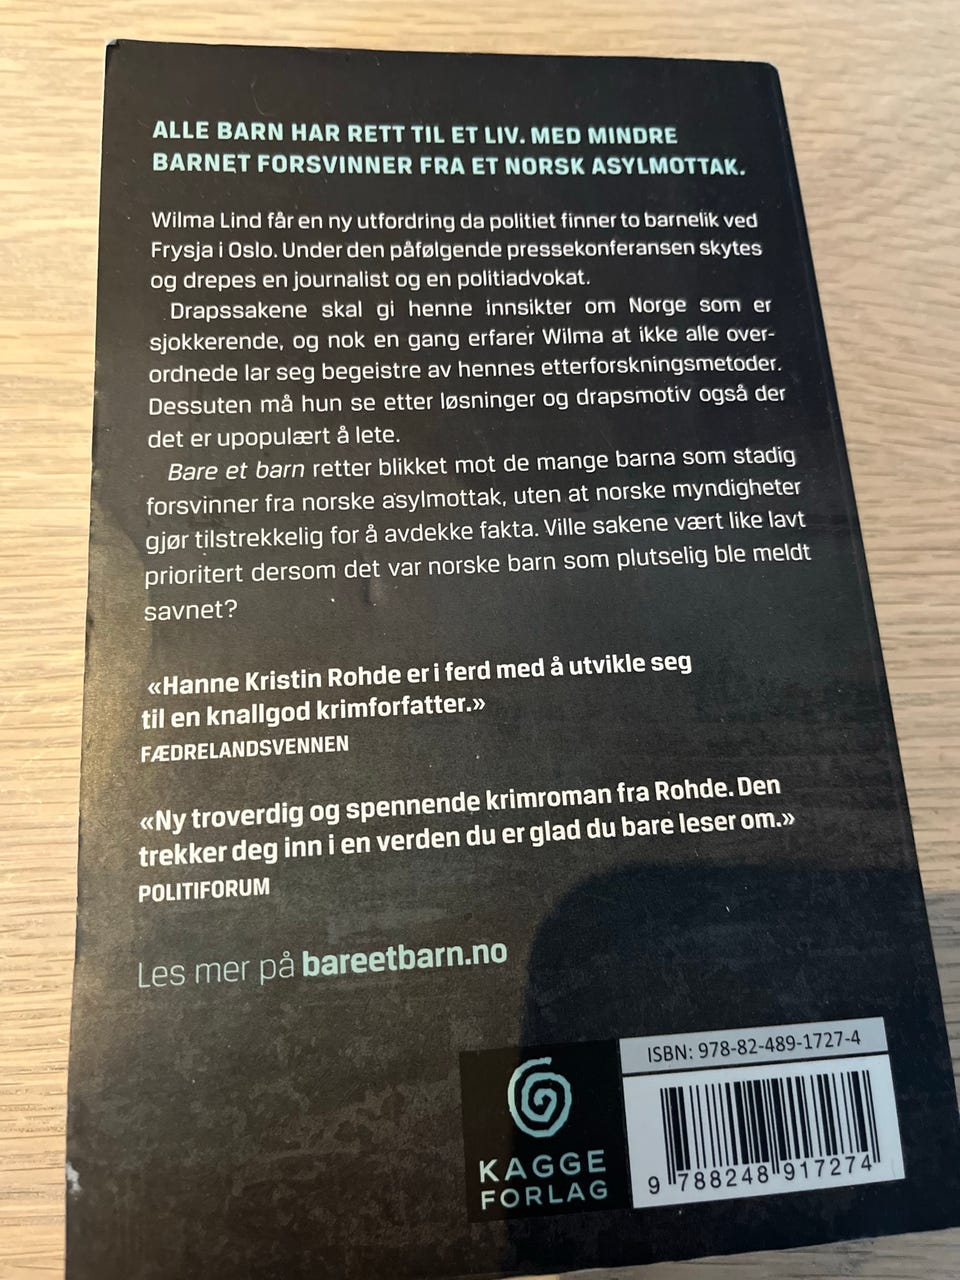 ALLE BARN HAR RETT TIL ET LIV. MED MINDRE
BARNET FORSVINNER FRA ET NORSK ASYLMOTTAK.
Wilma Lind får en ny utfordring da politiet finner to barnelik ved
Frysja i Oslo. Under den påfølgende pressekonferansen skytes
og drepes en journalist og en politiadvokat.
Drapssakene skal gi henne innsikter om Norge som er
sjokkerende, og nok en gang erfarer Wilma at ikke alle over-
ordnede lar seg begeistre av hennes etterforskningsmetoder.
Dessuten må hun se etter løsninger og drapsmotiv også der
det er upopulært å lete.
Bare et barn retter blikket mot de mange barna som stadig
forsvinner fra norske asylmottak, uten at norske myndigheter
gjør tilstrekkelig for å avdekke fakta. Ville sakene vært like lavt
prioritert dersom det var norske barn som plutselig ble meldt
savnet?
«Hanne Kristin Rohde er i ferd med å utvikle seg
til en knallgod krimforfatter.»
FÆDRELANDSVENNEN
«Ny troverdig og spennende krimroman fra Rohde. Den
trekker deg inn i en verden du er glad du bare leser om.»
POLITIFORUM
Les mer på bareetbarn.no
ISBN: 978-82-489-1727-4
KAGGE
FORLAG
9 788248 917274